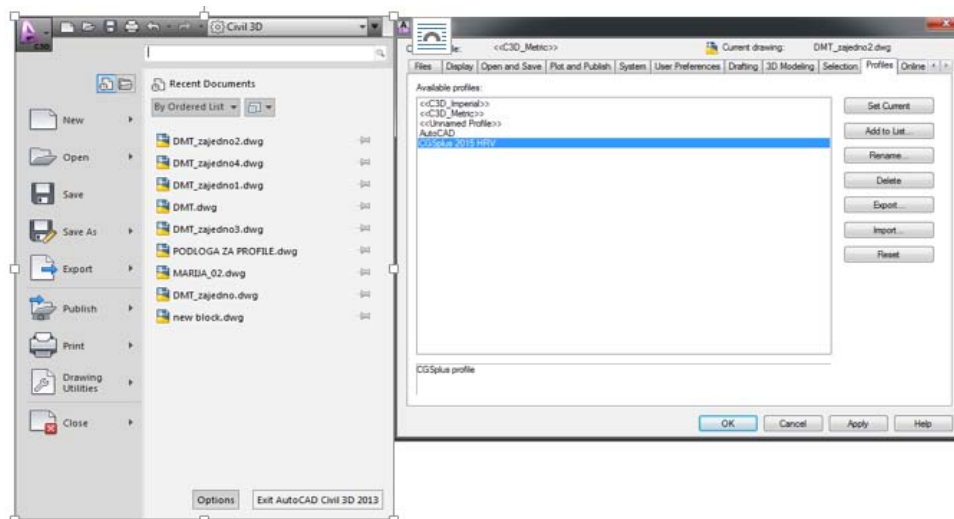 C3D
Civil 3D
Recent Documents
By Ordered List
New
Open
Save
Save As
Export
Publish
Print
Drawing
Utilities
Close
DMT_zajedno2.dwg
DMT_zajedno4.dwg
DMT_zajedno1.dwg
DMT.dwg
DMT_zajedno3.dwg
PODLOGA ZA PROFILE.dwg
MARIJA_02.dwg
DMT_zajedno.dwg
new block.dwg
Options
Exit AutoCAD Civil 3D 2013
<<C3D_Metric>>
Current drawing: DMT_zajedno2.dwg
Files Display Open and Save Plot and Publish System User Preferences Drafting 3D Modeling Selection Profiles Online
Available profiles:
<<C3D_Imperial>>
<<C3D_Metric>>
<<Unnamed Profile>>
AutoCAD
CGSplus 2015 HRV
Set Current
Add to List...
Rename...
Delete
Export...
Import...
Reset
CGSplus profile
OK Cancel Apply Help